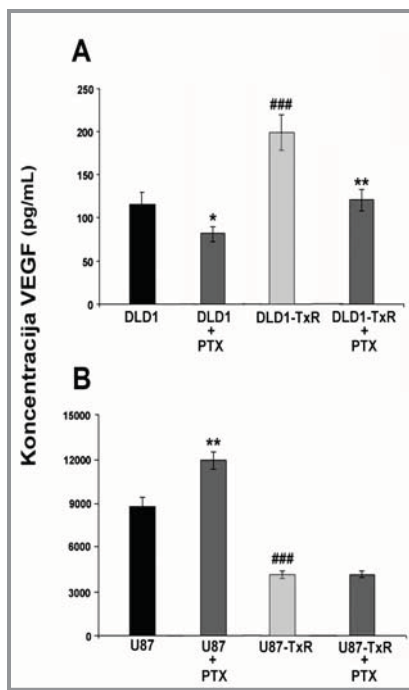 Koncentracija VEGF (pg/mL)
A
250
200
150
100
50
0
*
###
**
DLD1
DLD1
+
PTX
DLD1-TxR
DLD1-TxR
+
PTX
B
15000
12000
9000
6000
3000
0
**
###
U87
U87
+
PTX
U87-TxR
U87-TxR
+
PTX